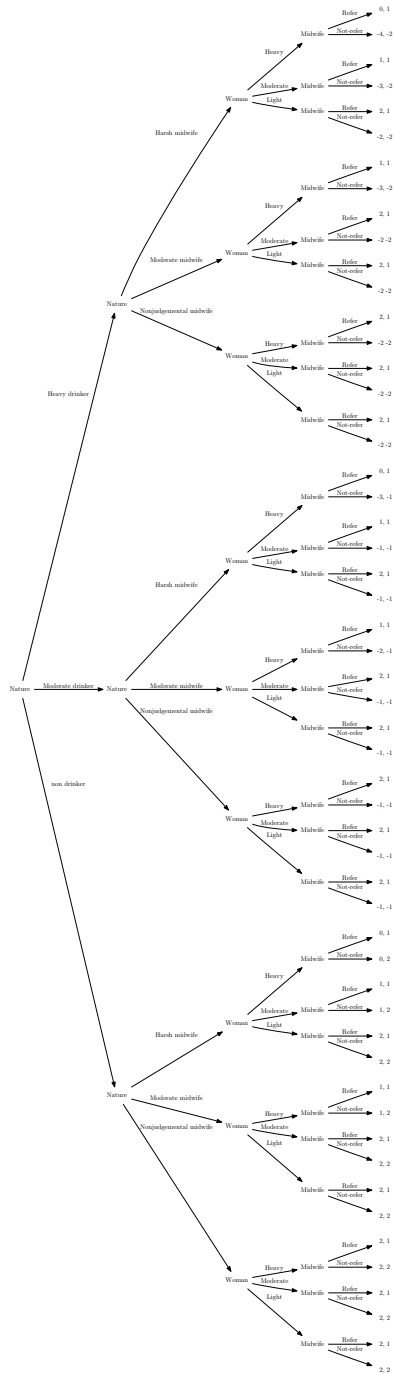 Refer
0, 1
Midwife
Not-refer
-4, -2
Heavy
Refer
1, 1
Woman
Moderate
Midwife
Not-refer
-3, -2
Light
Midwife
Refer
2, 1
Not-refer
-2, -2
Harsh midwife
Refer
1, 1
Midwife
Not-refer
-3, -2
Heavy
Refer
2, 1
Woman
Moderate
Midwife
Not-refer
-2 -2
Light
Midwife
Refer
2, 1
Not-refer
-2 -2
Moderate midwife
Nature
Nonjudgemental midwife
Refer
2, 1
Heavy
Midwife
Not-refer
-2 -2
Woman
Moderate
Midwife
Refer
2, 1
Not-refer
-2 -2
Light
Midwife
Refer
2, 1
Not-refer
-2 -2
Heavy drinker
Refer
0, 1
Midwife
Not-refer
-3, -1
Heavy
Refer
1, 1
Woman
Moderate
Midwife
Not-refer
-1, -1
Light
Midwife
Refer
2, 1
Not-refer
-1, -1
Harsh midwife
Refer
1, 1
Midwife
Not-refer
-2, -1
Heavy
Refer
2, 1
Nature
Moderate drinker
Nature
Moderate midwife
Woman
Moderate
Midwife
Not-refer
-1, -1
Light
Midwife
Refer
2, 1
Not-refer
-1, -1
Nonjudgemental midwife
Refer
2, 1
Heavy
Midwife
Not-refer
-1, -1
Woman
Moderate
Midwife
Refer
2, 1
Not-refer
-1, -1
Light
Midwife
Refer
2, 1
Not-refer
-1, -1
non drinker
Refer
0, 1
Midwife
Not-refer
0, 2
Heavy
Refer
1, 1
Woman
Moderate
Midwife
Not-refer
1, 2
Light
Midwife
Refer
2, 1
Not-refer
2, 2
Harsh midwife
Nature
Moderate midwife
Refer
1, 1
Heavy
Midwife
Not-refer
1, 2
Woman
Moderate
Midwife
Refer
2, 1
Not-refer
2, 2
Light
Midwife
Refer
2, 1
Not-refer
2, 2
Nonjudgemental midwife
Refer
2, 1
Heavy
Midwife
Not-refer
2, 2
Woman
Moderate
Midwife
Refer
2, 1
Not-refer
2, 2
Light
Midwife
Refer
2, 1
Not-refer
2, 2